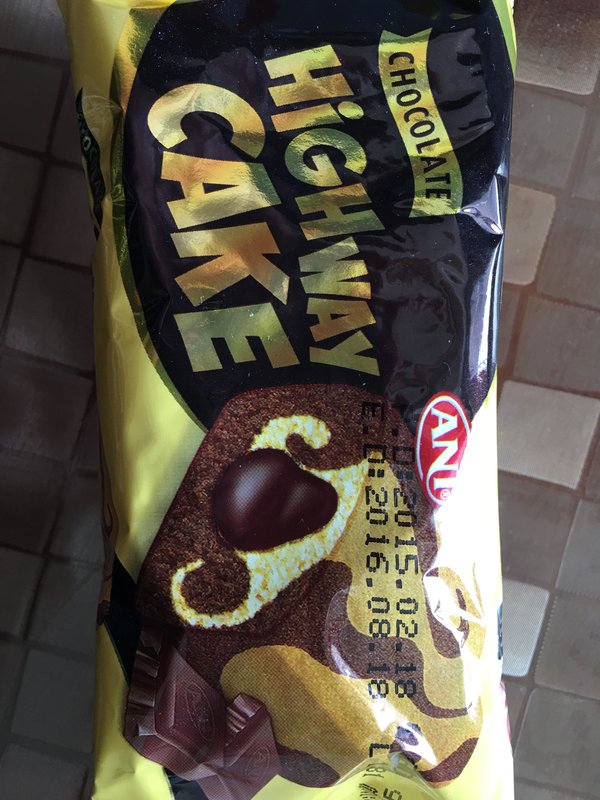 CHOCOLATE
HiGHWAY
CAKE
ANI
.D:2015.02.18
E.D:2016.08.18